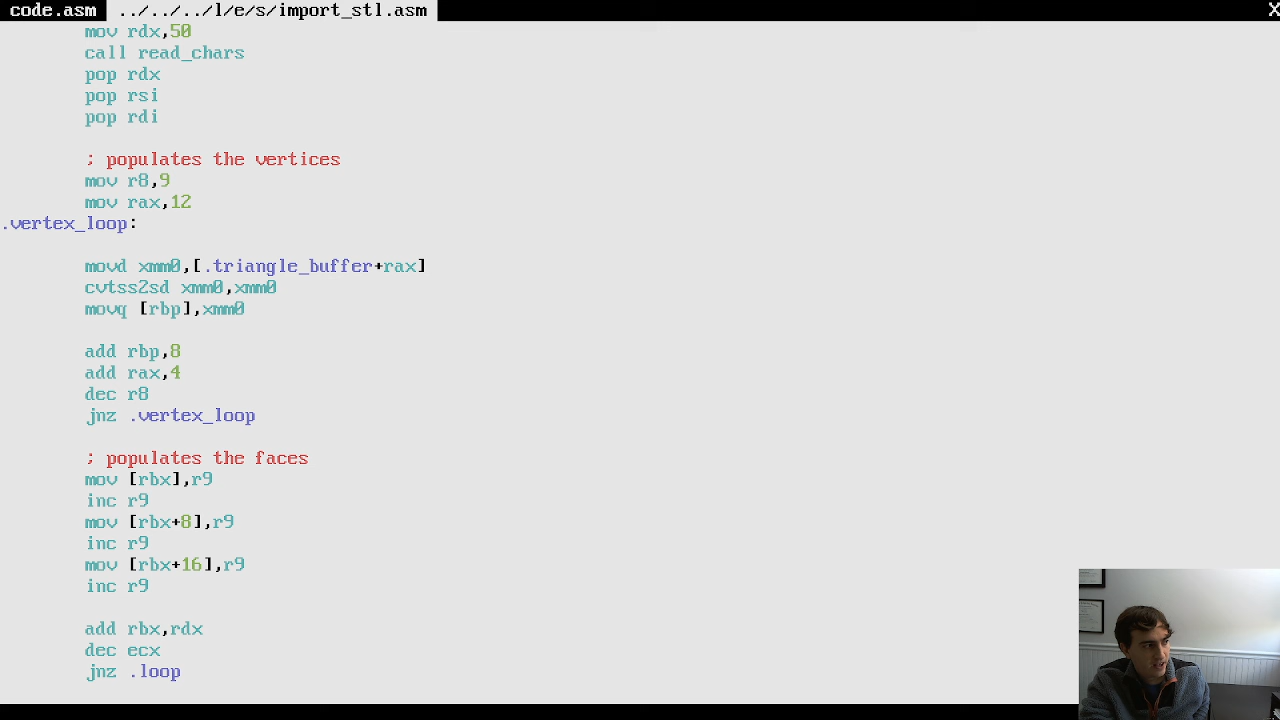 code.asm ../../../l/e/s/import_stl.asm X
mov rdx,50
call read_chars
pop rdx
pop rsi
pop rdi
; populates the vertices
mov r8,9
mov rax,12
.vertex_loop:
movd xmm0,[.triangle_buffer+rax]
cvtss2sd xmm0,xmm0
movq [rbp],xmm0
add rbp,8
add rax,4
dec r8
jnz .vertex_loop
; populates the faces
mov [rbx],r9
inc r9
mov [rbx+8],r9
inc r9
mov [rbx+16],r9
inc r9
add rbx,rdx
dec ecx
jnz .loop